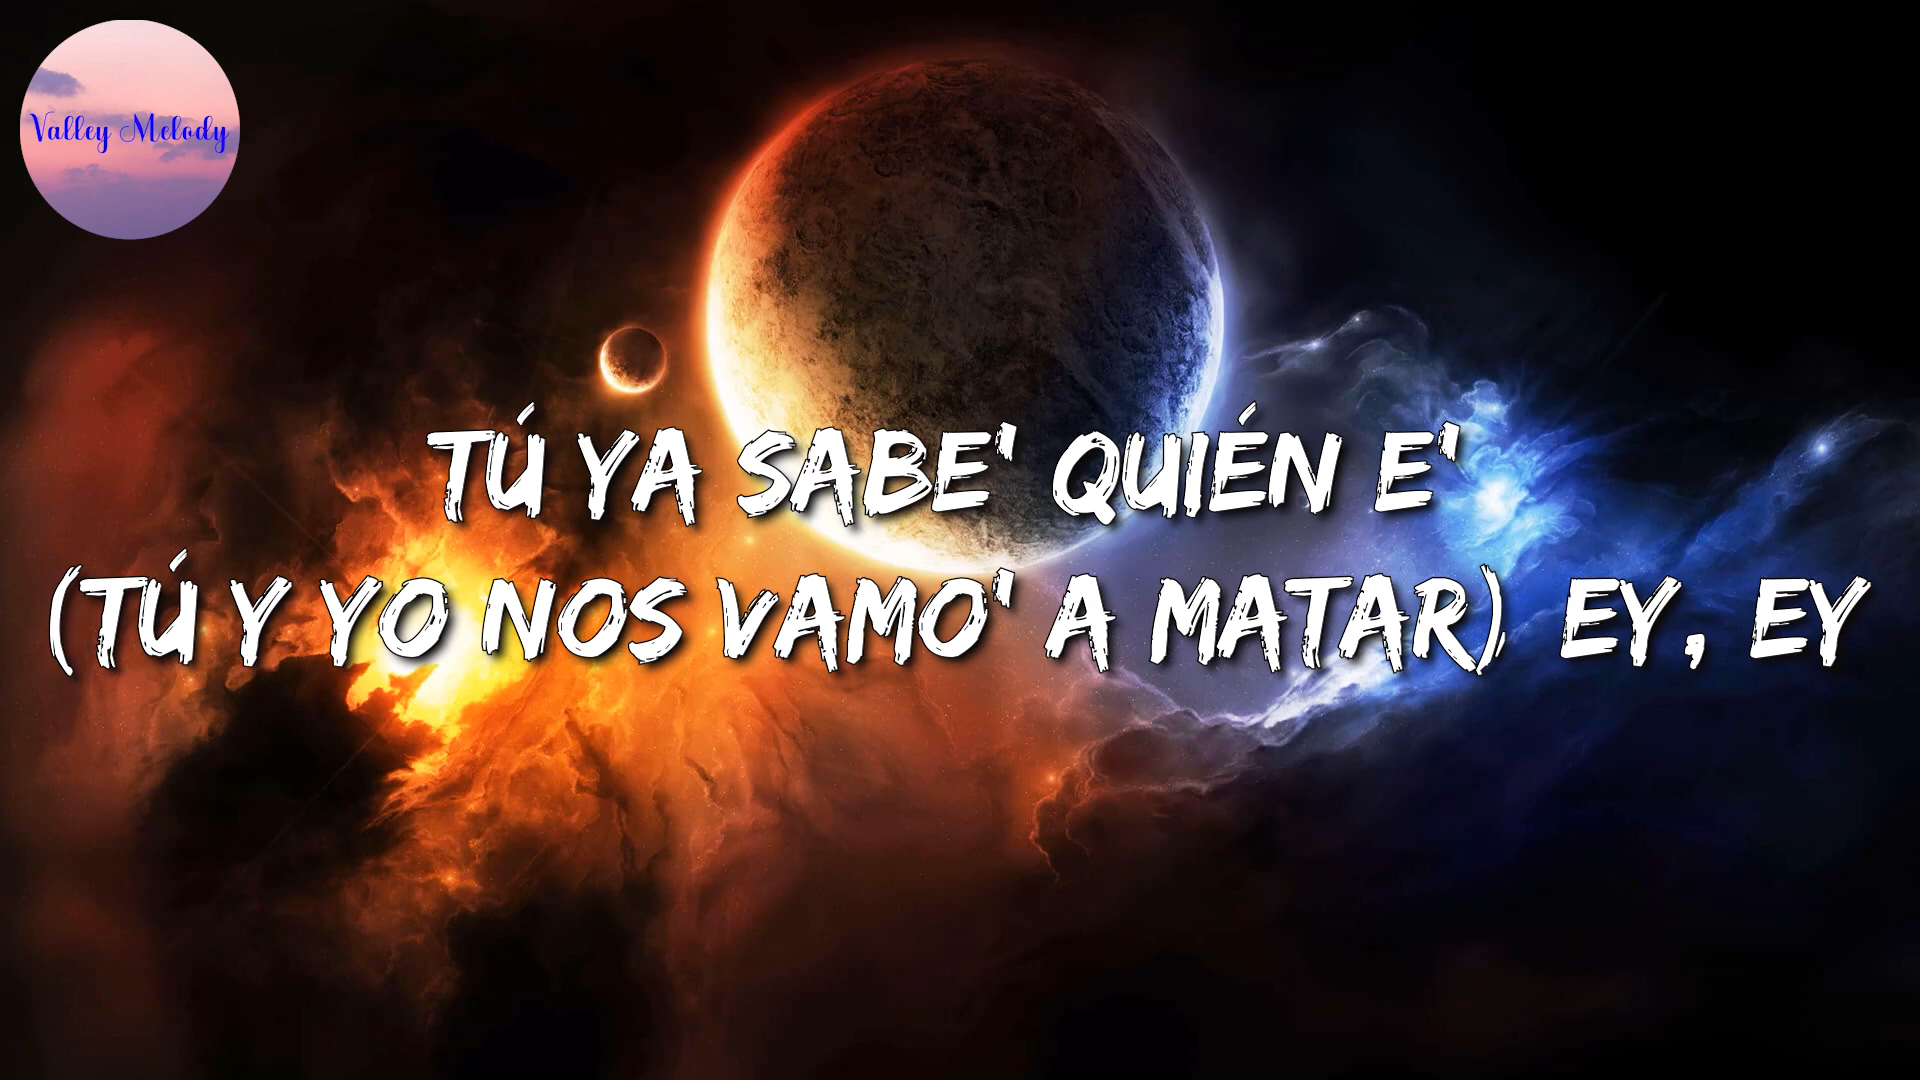 Valley Melody
TÚ YA SABE' QUIÉN E'
(TÚ Y YO NOS VAMO' A MATAR) EY, EY